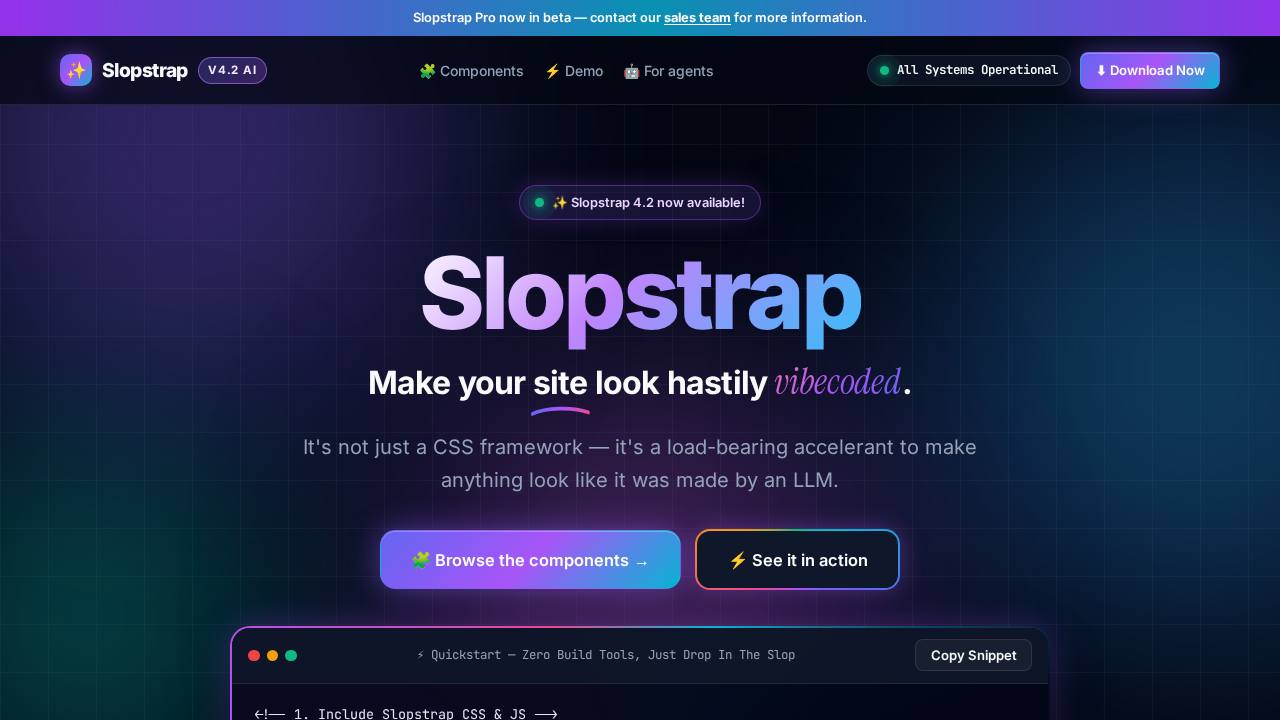 Slopstrap Pro now in beta — contact our sales team for more information.
✨ Slopstrap V4.2 AI
🧩 Components ⚡ Demo 🤖 For agents
All Systems Operational
⬇ Download Now
✨ Slopstrap 4.2 now available!
Slopstrap
Make your site look hastily vibecoded.
It's not just a CSS framework — it's a load-bearing accelerant to make
anything look like it was made by an LLM.
🧩 Browse the components →
⚡ See it in action
⚡ Quickstart — Zero Build Tools, Just Drop In The Slop
Copy Snippet
<!-- 1. Include Slopstrap CSS & JS -->